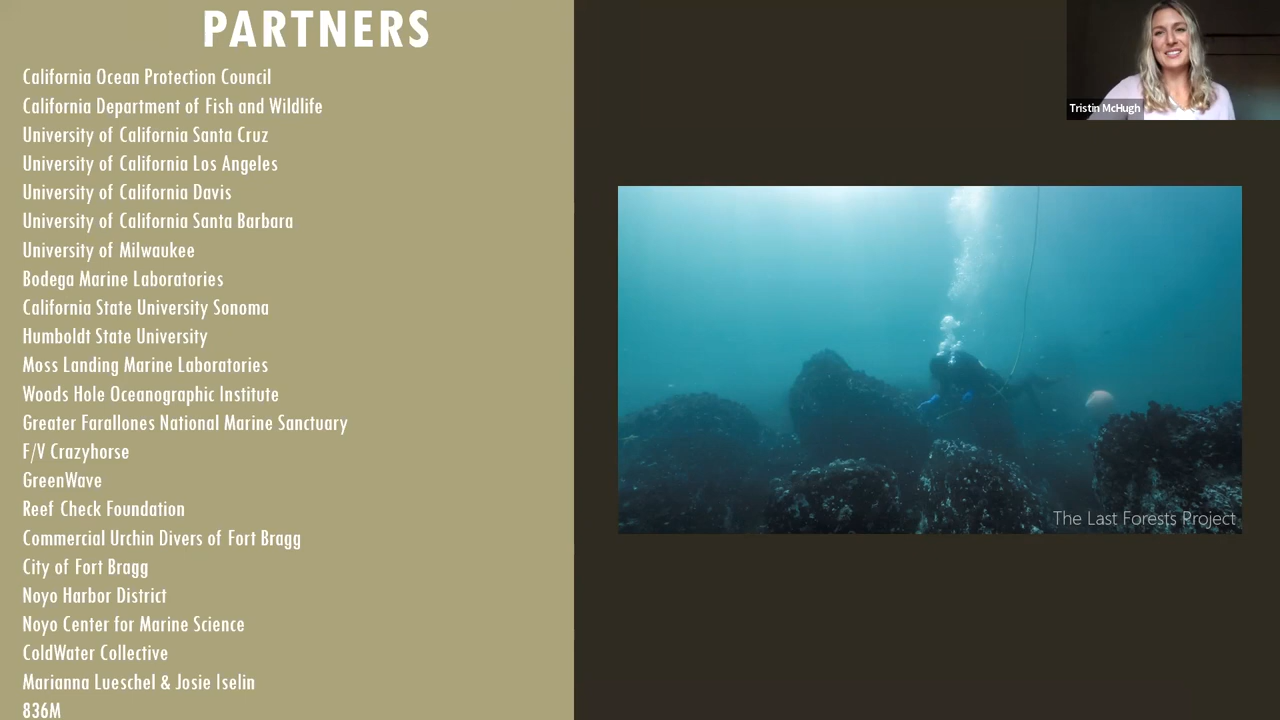 PARTNERS
California Ocean Protection Council
California Department of Fish and Wildlife
University of California Santa Cruz
University of California Los Angeles
University of California Davis
University of California Santa Barbara
University of Milwaukee
Bodega Marine Laboratories
California State University Sonoma
Humboldt State University
Moss Landing Marine Laboratories
Woods Hole Oceanographic Institute
Greater Farallones National Marine Sanctuary
F/V Crazyhorse
GreenWave
Reef Check Foundation
Commercial Urchin Divers of Fort Bragg
City of Fort Bragg
Noyo Harbor District
Noyo Center for Marine Science
ColdWater Collective
Marianna Lueschel & Josie Iselin
836M
Tristin McHugh
The Last Forests Project